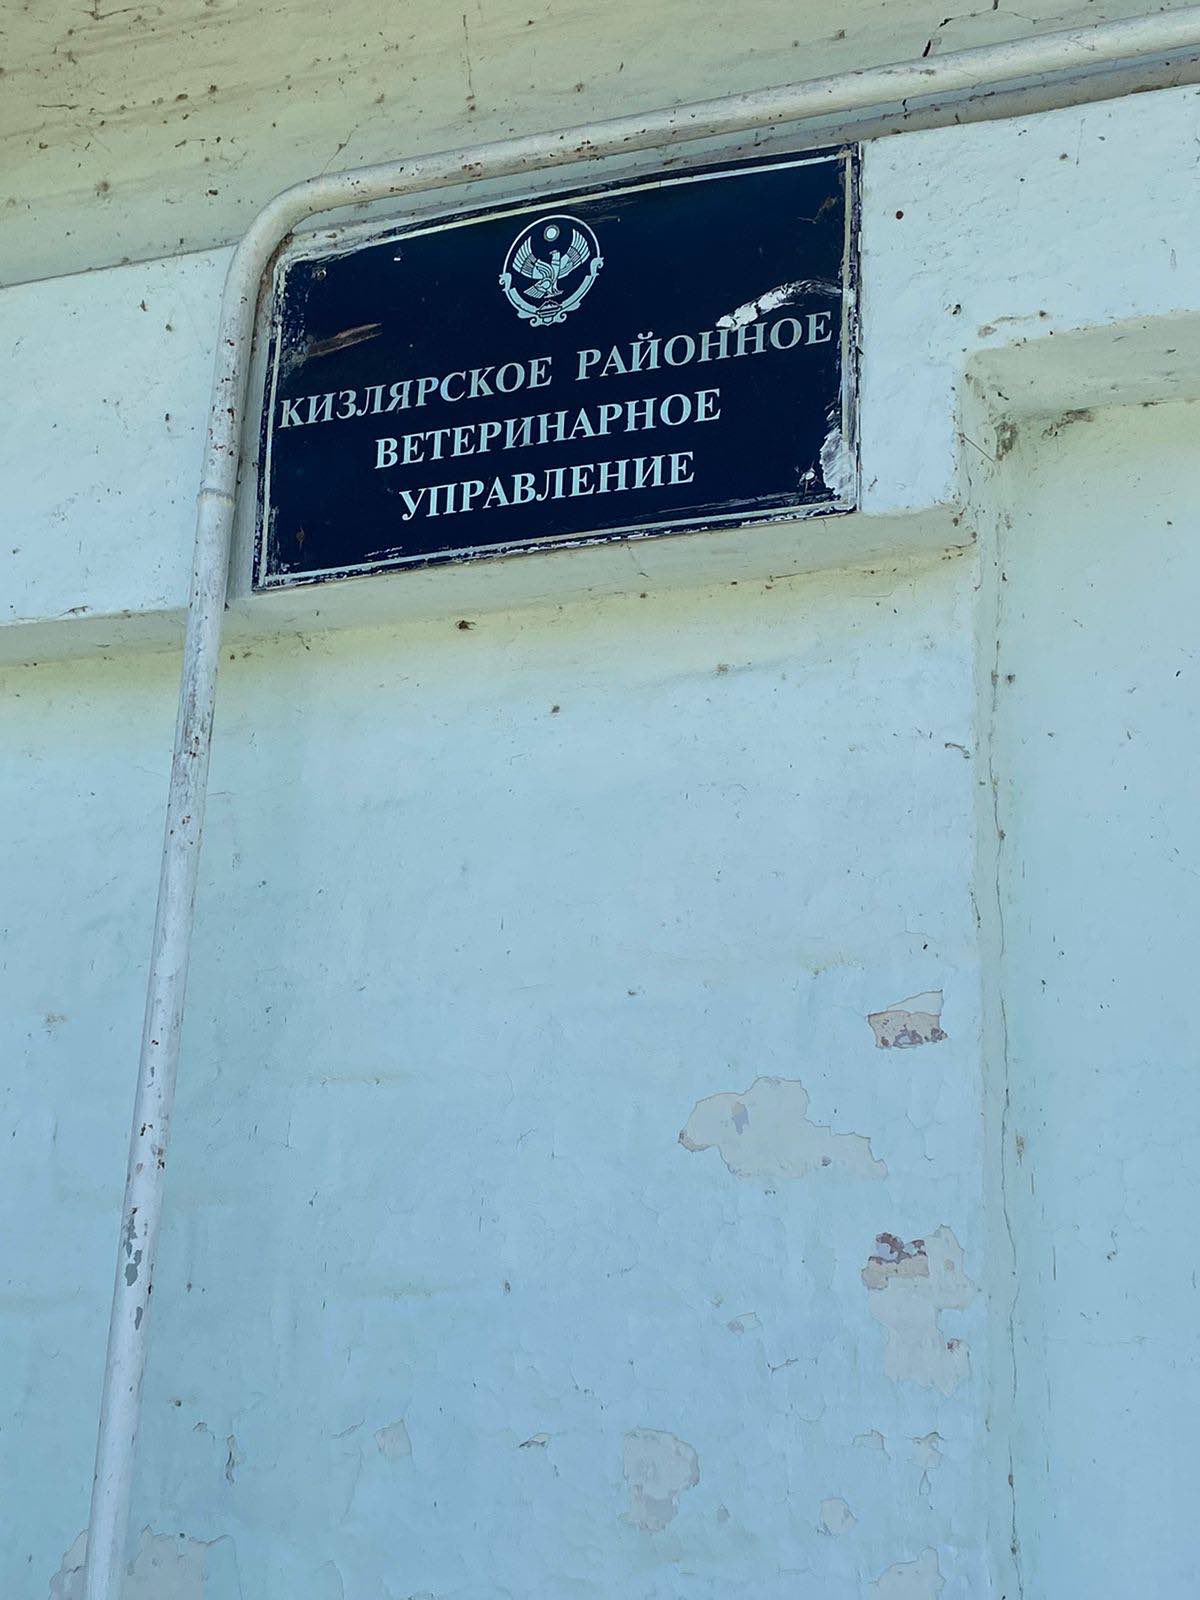 КИЗЛЯРСКОЕ РАЙОННОЕ
ВЕТЕРИНАРНОЕ
УПРАВЛЕНИЕ